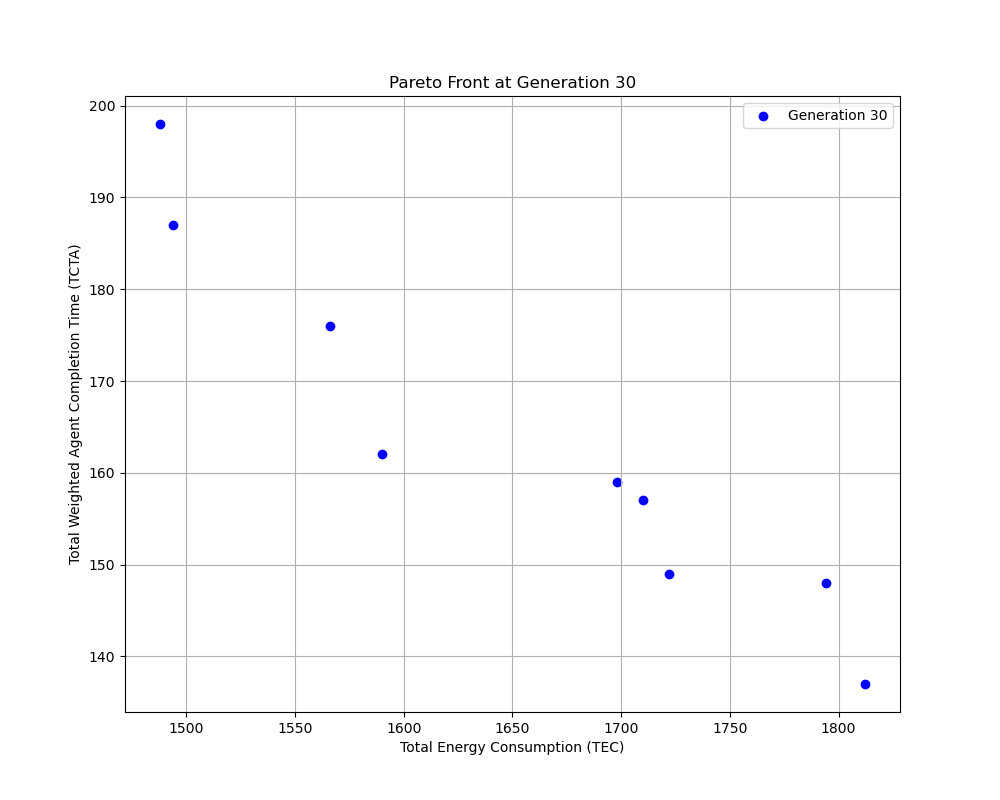 Pareto Front at Generation 30
Generation 30
200
190
180
170
160
150
140
Total Weighted Agent Completion Time (TCTA)
1500 1550 1600 1650 1700 1750 1800
Total Energy Consumption (TEC)